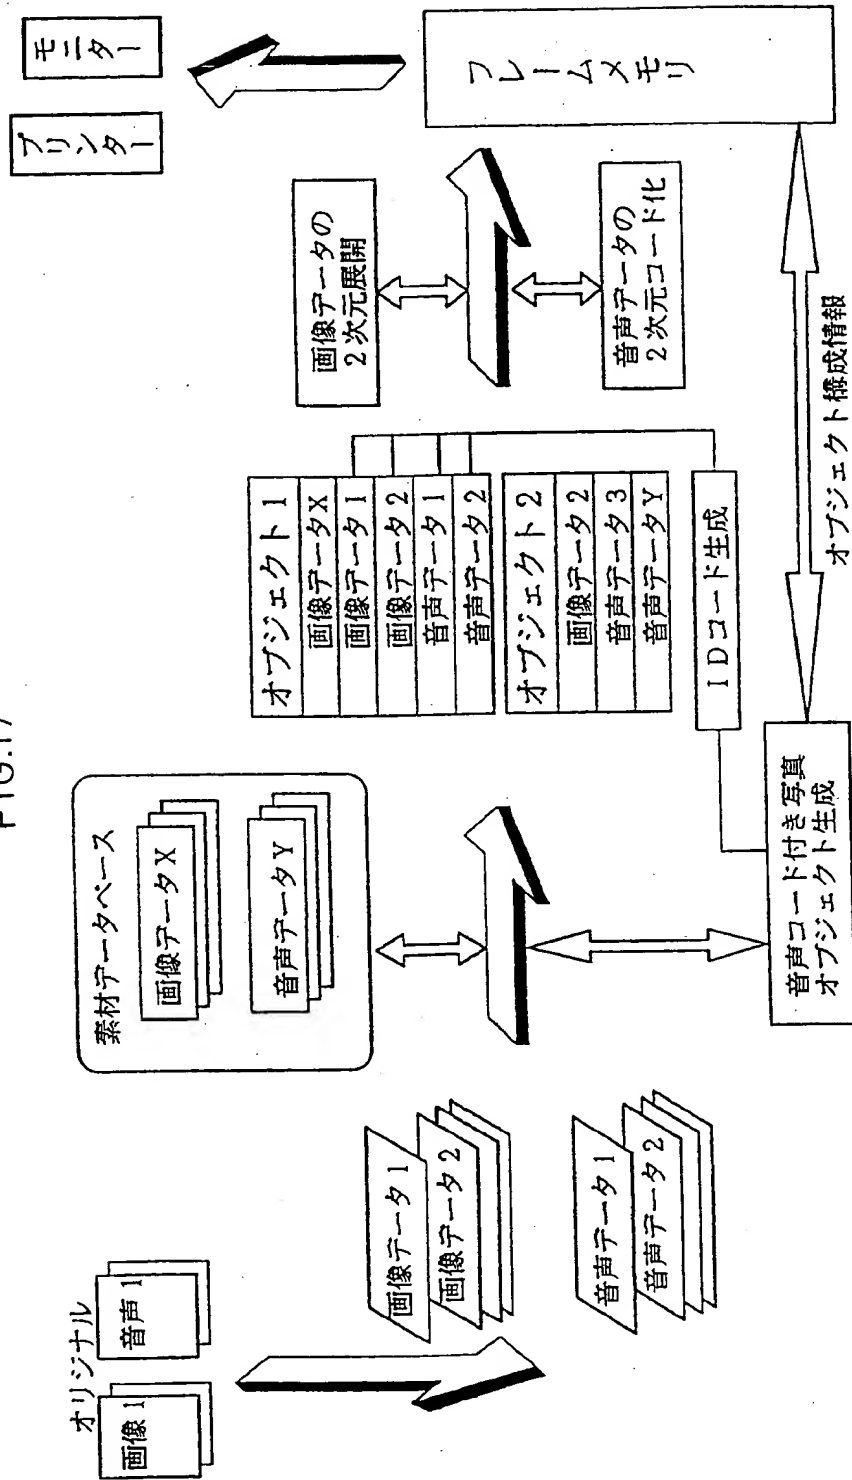 FIG.17
オリジナル
画像1
音声1
画像データ1
画像データ2
音声データ1
音声データ2
素材データベース
画像データX
音声データY
音声コード付き写真
オブジェクト生成
オブジェクト1
画像データX
画像データ1
画像データ2
音声データ1
音声データ2
オブジェクト2
画像データ2
音声データ3
音声データY
IDコード生成
画像データの
2次元展開
音声データの
2次元コード化
オブジェクト構成情報
フレームメモリ
プリンター
モニター